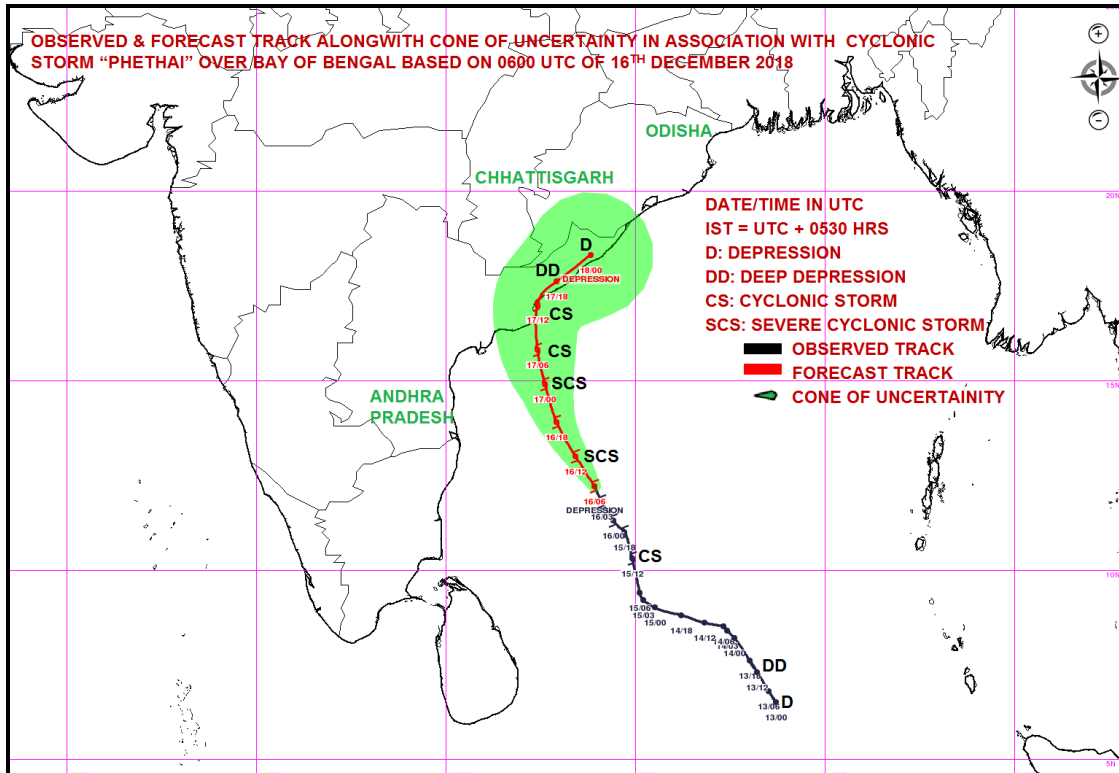 OBSERVED & FORECAST TRACK ALONGWITH CONE OF UNCERTAINTY IN ASSOCIATION WITH CYCLONIC
STORM “PHETHAI” OVER BAY OF BENGAL BASED ON 0600 UTC OF 16TH DECEMBER 2018
ODISHA
CHHATTISGARH
20N
DATE/TIME IN UTC
IST = UTC + 0530 HRS
D: DEPRESSION
DD: DEEP DEPRESSION
CS: CYCLONIC STORM
SCS: SEVERE CYCLONIC STORM
OBSERVED TRACK
FORECAST TRACK
CONE OF UNCERTAINITY
D
18/00
DEPRESSION
DD
17/18
CS
17/12
CS
17/06
15N
SCS
17/00
ANDHRA
PRADESH
16/18
SCS
16/12
16/06
DEPRESSION
16/03
16/00
15/18
CS
15/12
10N
15/06
15/03
15/00
14/18
14/12
14/06
14/03
14/00
DD
13/18
13/12
D
13/06
13/00
5N